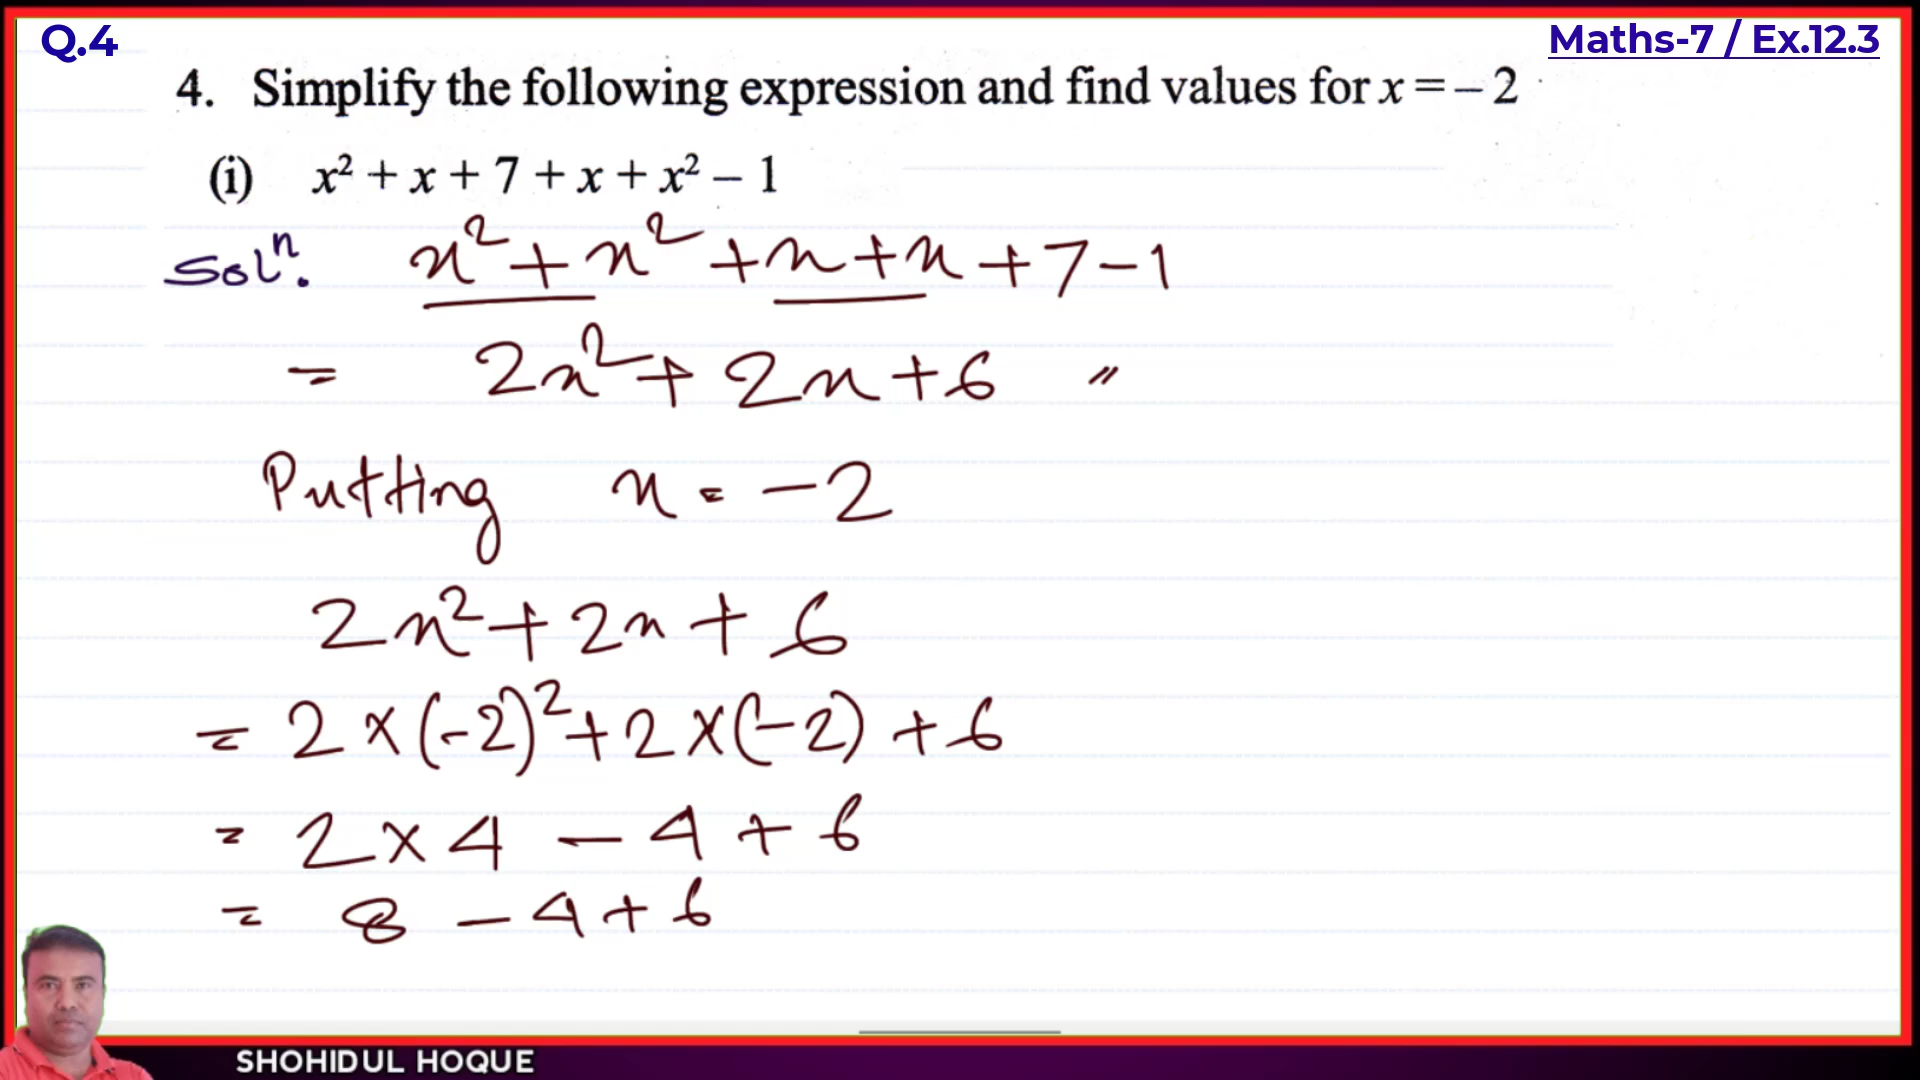 Q.4
Maths-7 / Ex.12.3
4. Simplify the following expression and find values for x = – 2
(i) x² + x + 7 + x + x² – 1
Solⁿ. x² + x² + x + x + 7 - 1
= 2x² + 2x + 6 〃
Putting x = -2
2x² + 2x + 6
= 2 × (-2)² + 2 × (-2) + 6
= 2 × 4 - 4 + 6
= 8 - 4 + 6
SHOHIDUL HOQUE